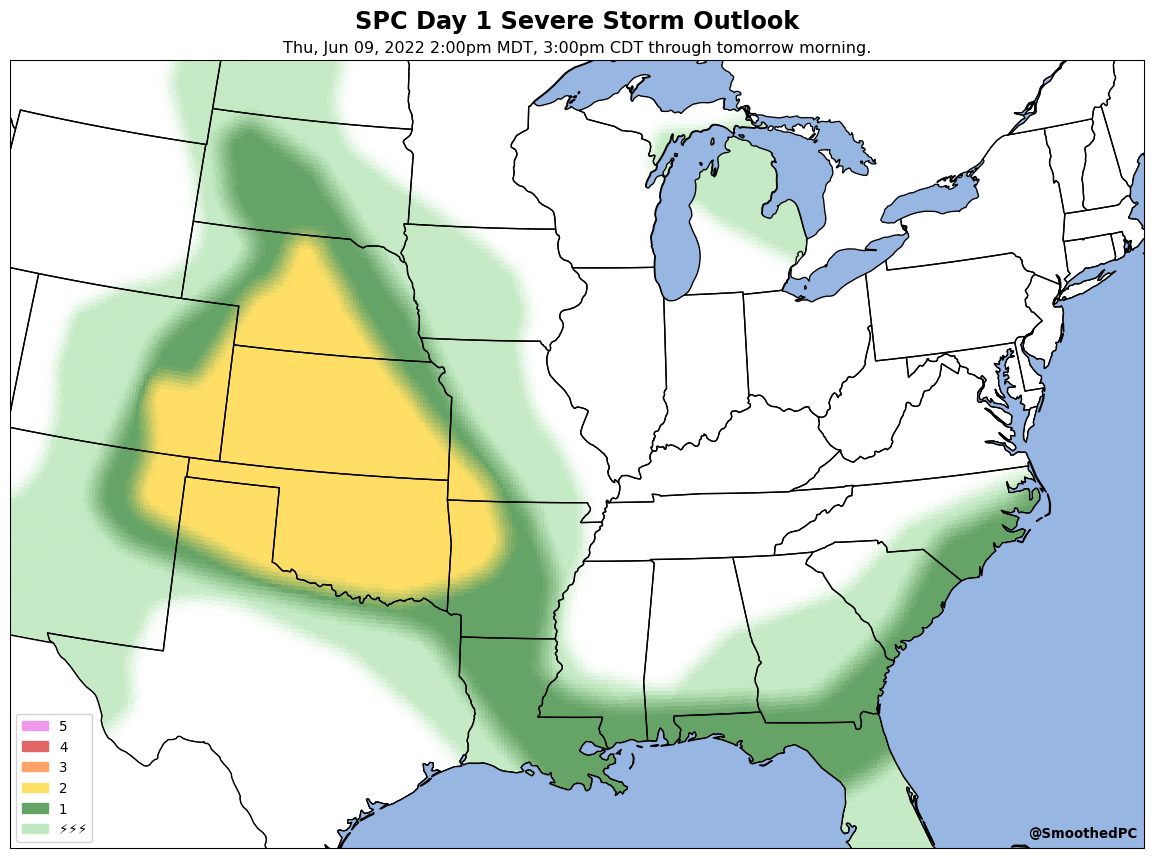 SPC Day 1 Severe Storm Outlook
Thu, Jun 09, 2022 2:00pm MDT, 3:00pm CDT through tomorrow morning.
5
4
3
2
1
⚡⚡⚡
@SmoothedPC